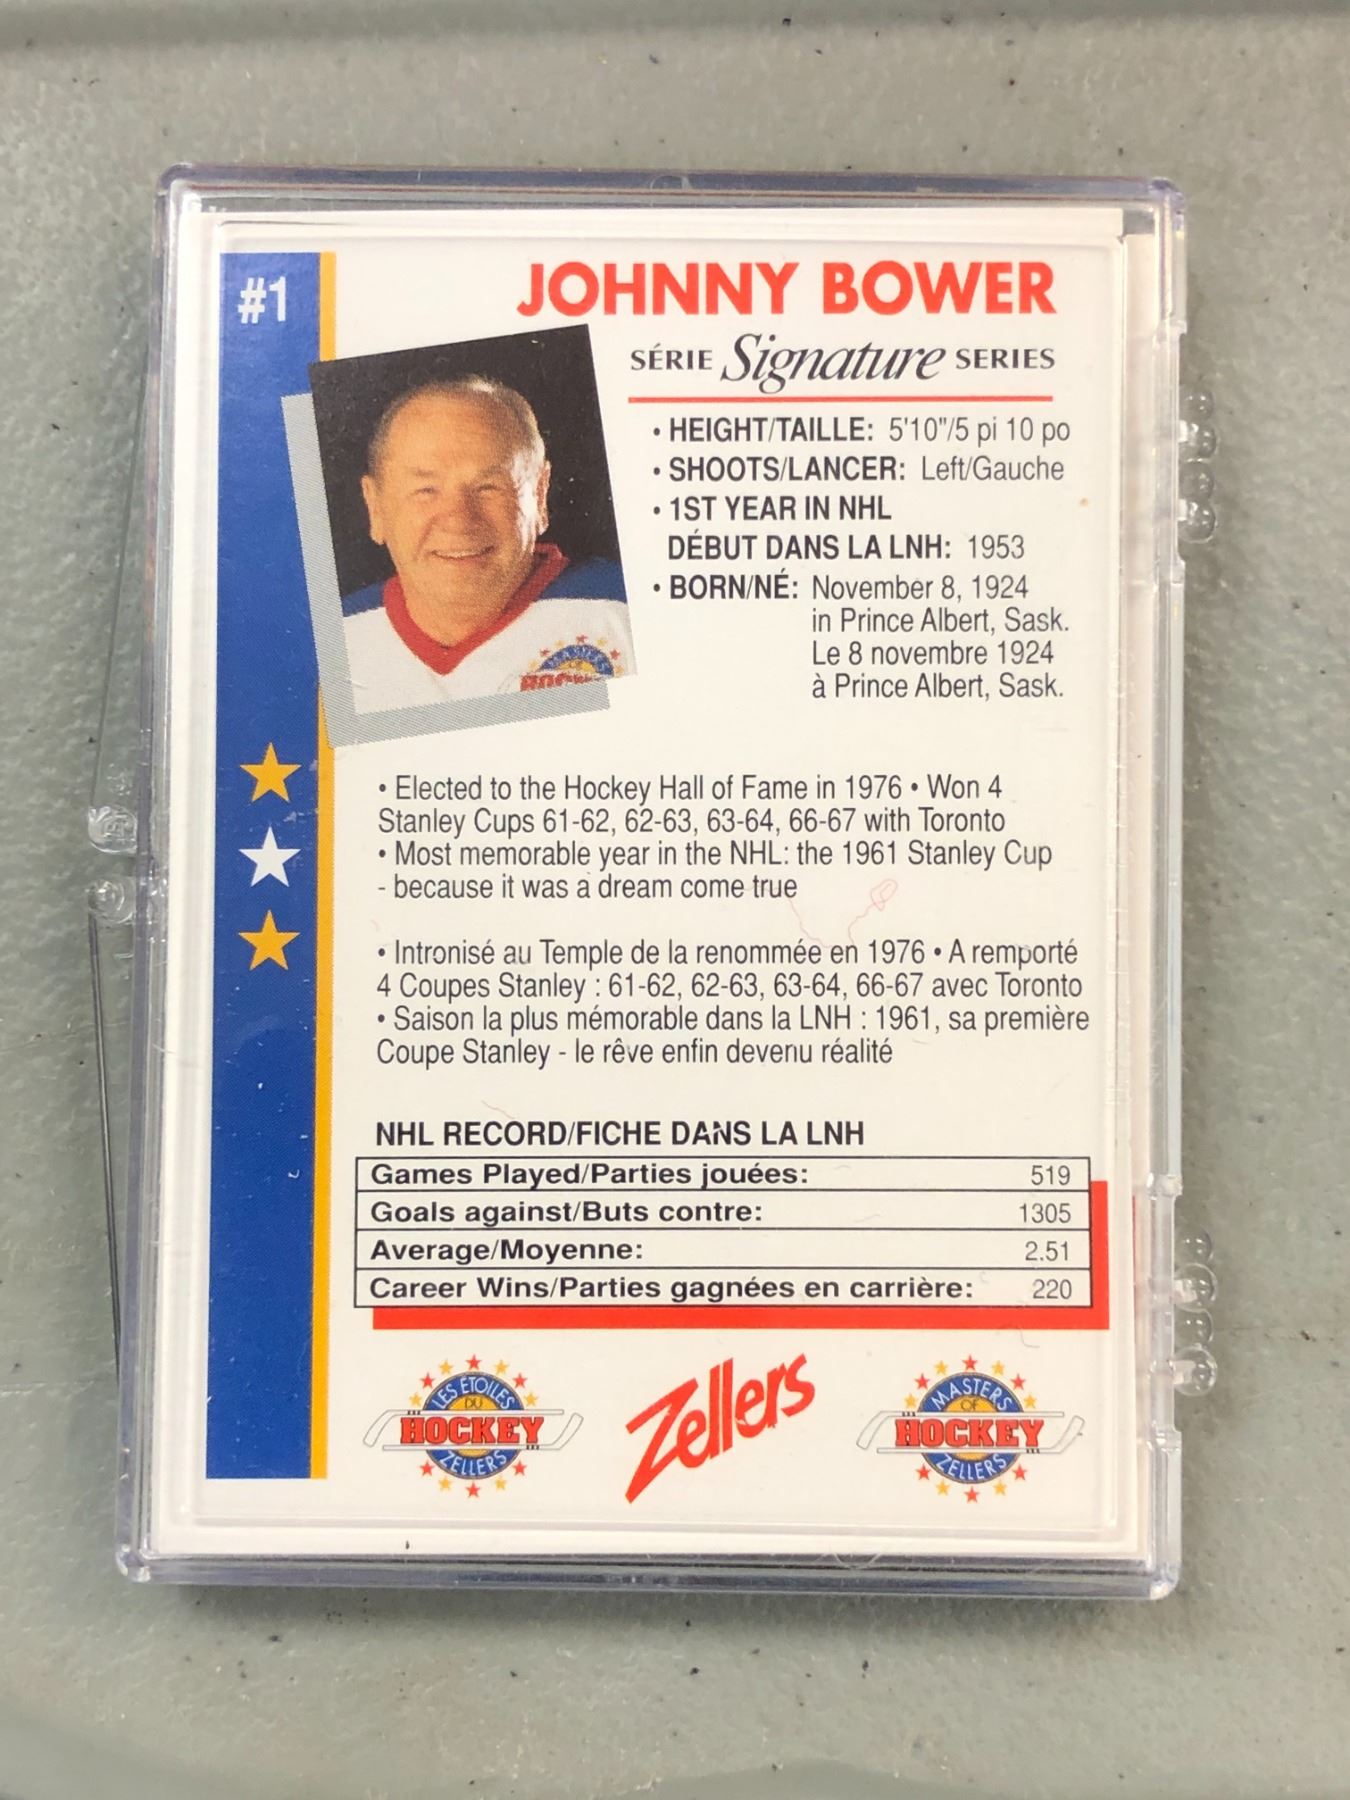 #1
JOHNNY BOWER
SÉRIE Signature SERIES
• HEIGHT/TAILLE: 5'10"/5 pi 10 po
• SHOOTS/LANCER: Left/Gauche
• 1ST YEAR IN NHL
DÉBUT DANS LA LNH: 1953
• BORN/NÉ: November 8, 1924
in Prince Albert, Sask.
Le 8 novembre 1924
à Prince Albert, Sask.
MASTERS
OF
HOCKEY
• Elected to the Hockey Hall of Fame in 1976 • Won 4
Stanley Cups 61-62, 62-63, 63-64, 66-67 with Toronto
• Most memorable year in the NHL: the 1961 Stanley Cup
- because it was a dream come true
• Intronisé au Temple de la renommée en 1976 • A remporté
4 Coupes Stanley : 61-62, 62-63, 63-64, 66-67 avec Toronto
• Saison la plus mémorable dans la LNH : 1961, sa première
Coupe Stanley - le rêve enfin devenu réalité
NHL RECORD/FICHE DANS LA LNH
Games Played/Parties jouées: 519
Goals against/Buts contre: 1305
Average/Moyenne: 2.51
Career Wins/Parties gagnées en carrière: 220
LES ÉTOILES
DU
HOCKEY
ZELLERS
Zellers
MASTERS
OF
HOCKEY
ZELLERS